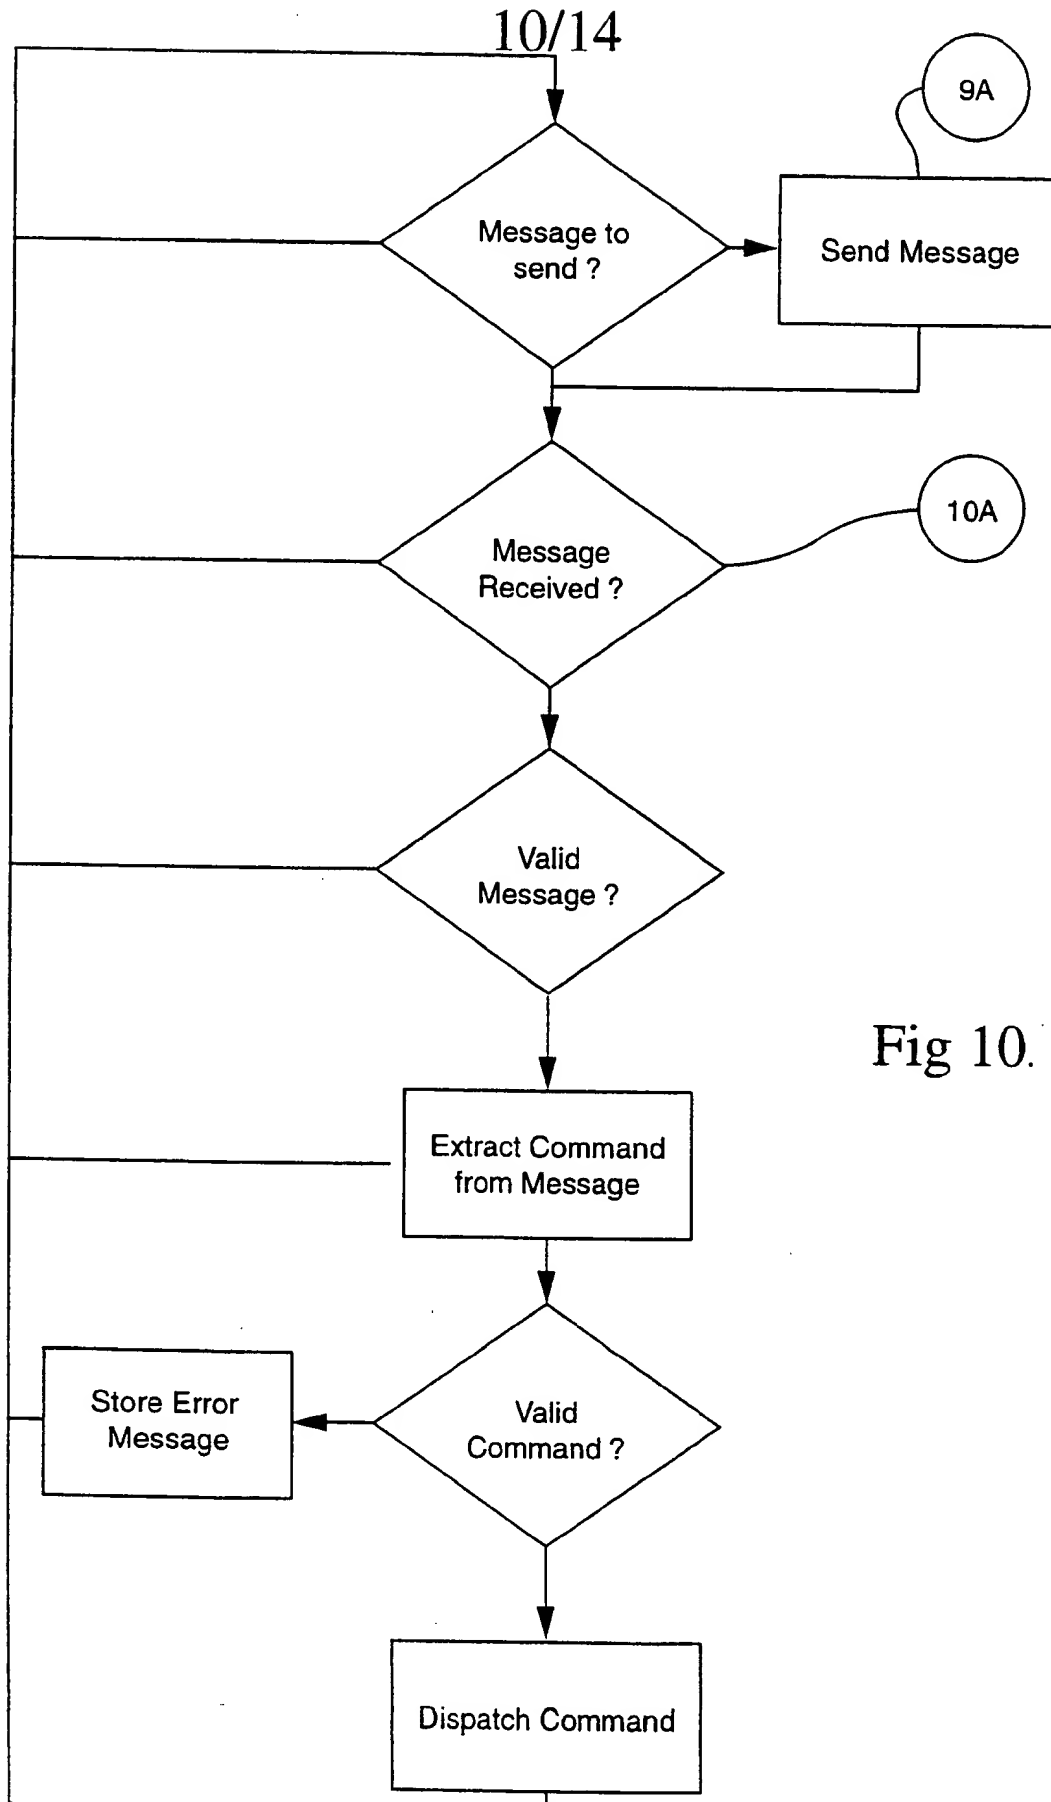 10/14
9A
Message to
send ?
Send Message
10A
Message
Received ?
Valid
Message ?
Fig 10.
Extract Command
from Message
Store Error
Message
Valid
Command ?
Dispatch Command